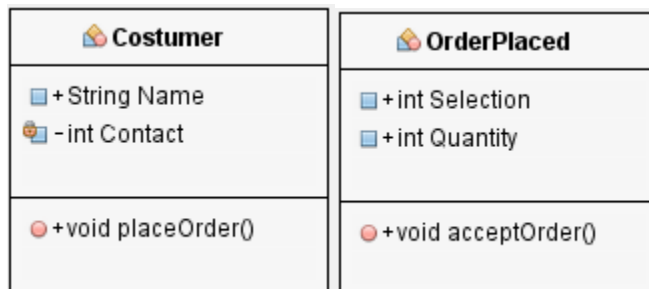 Costumer
+String Name
-int Contact
+void placeOrder()
OrderPlaced
+int Selection
+int Quantity
+void acceptOrder()